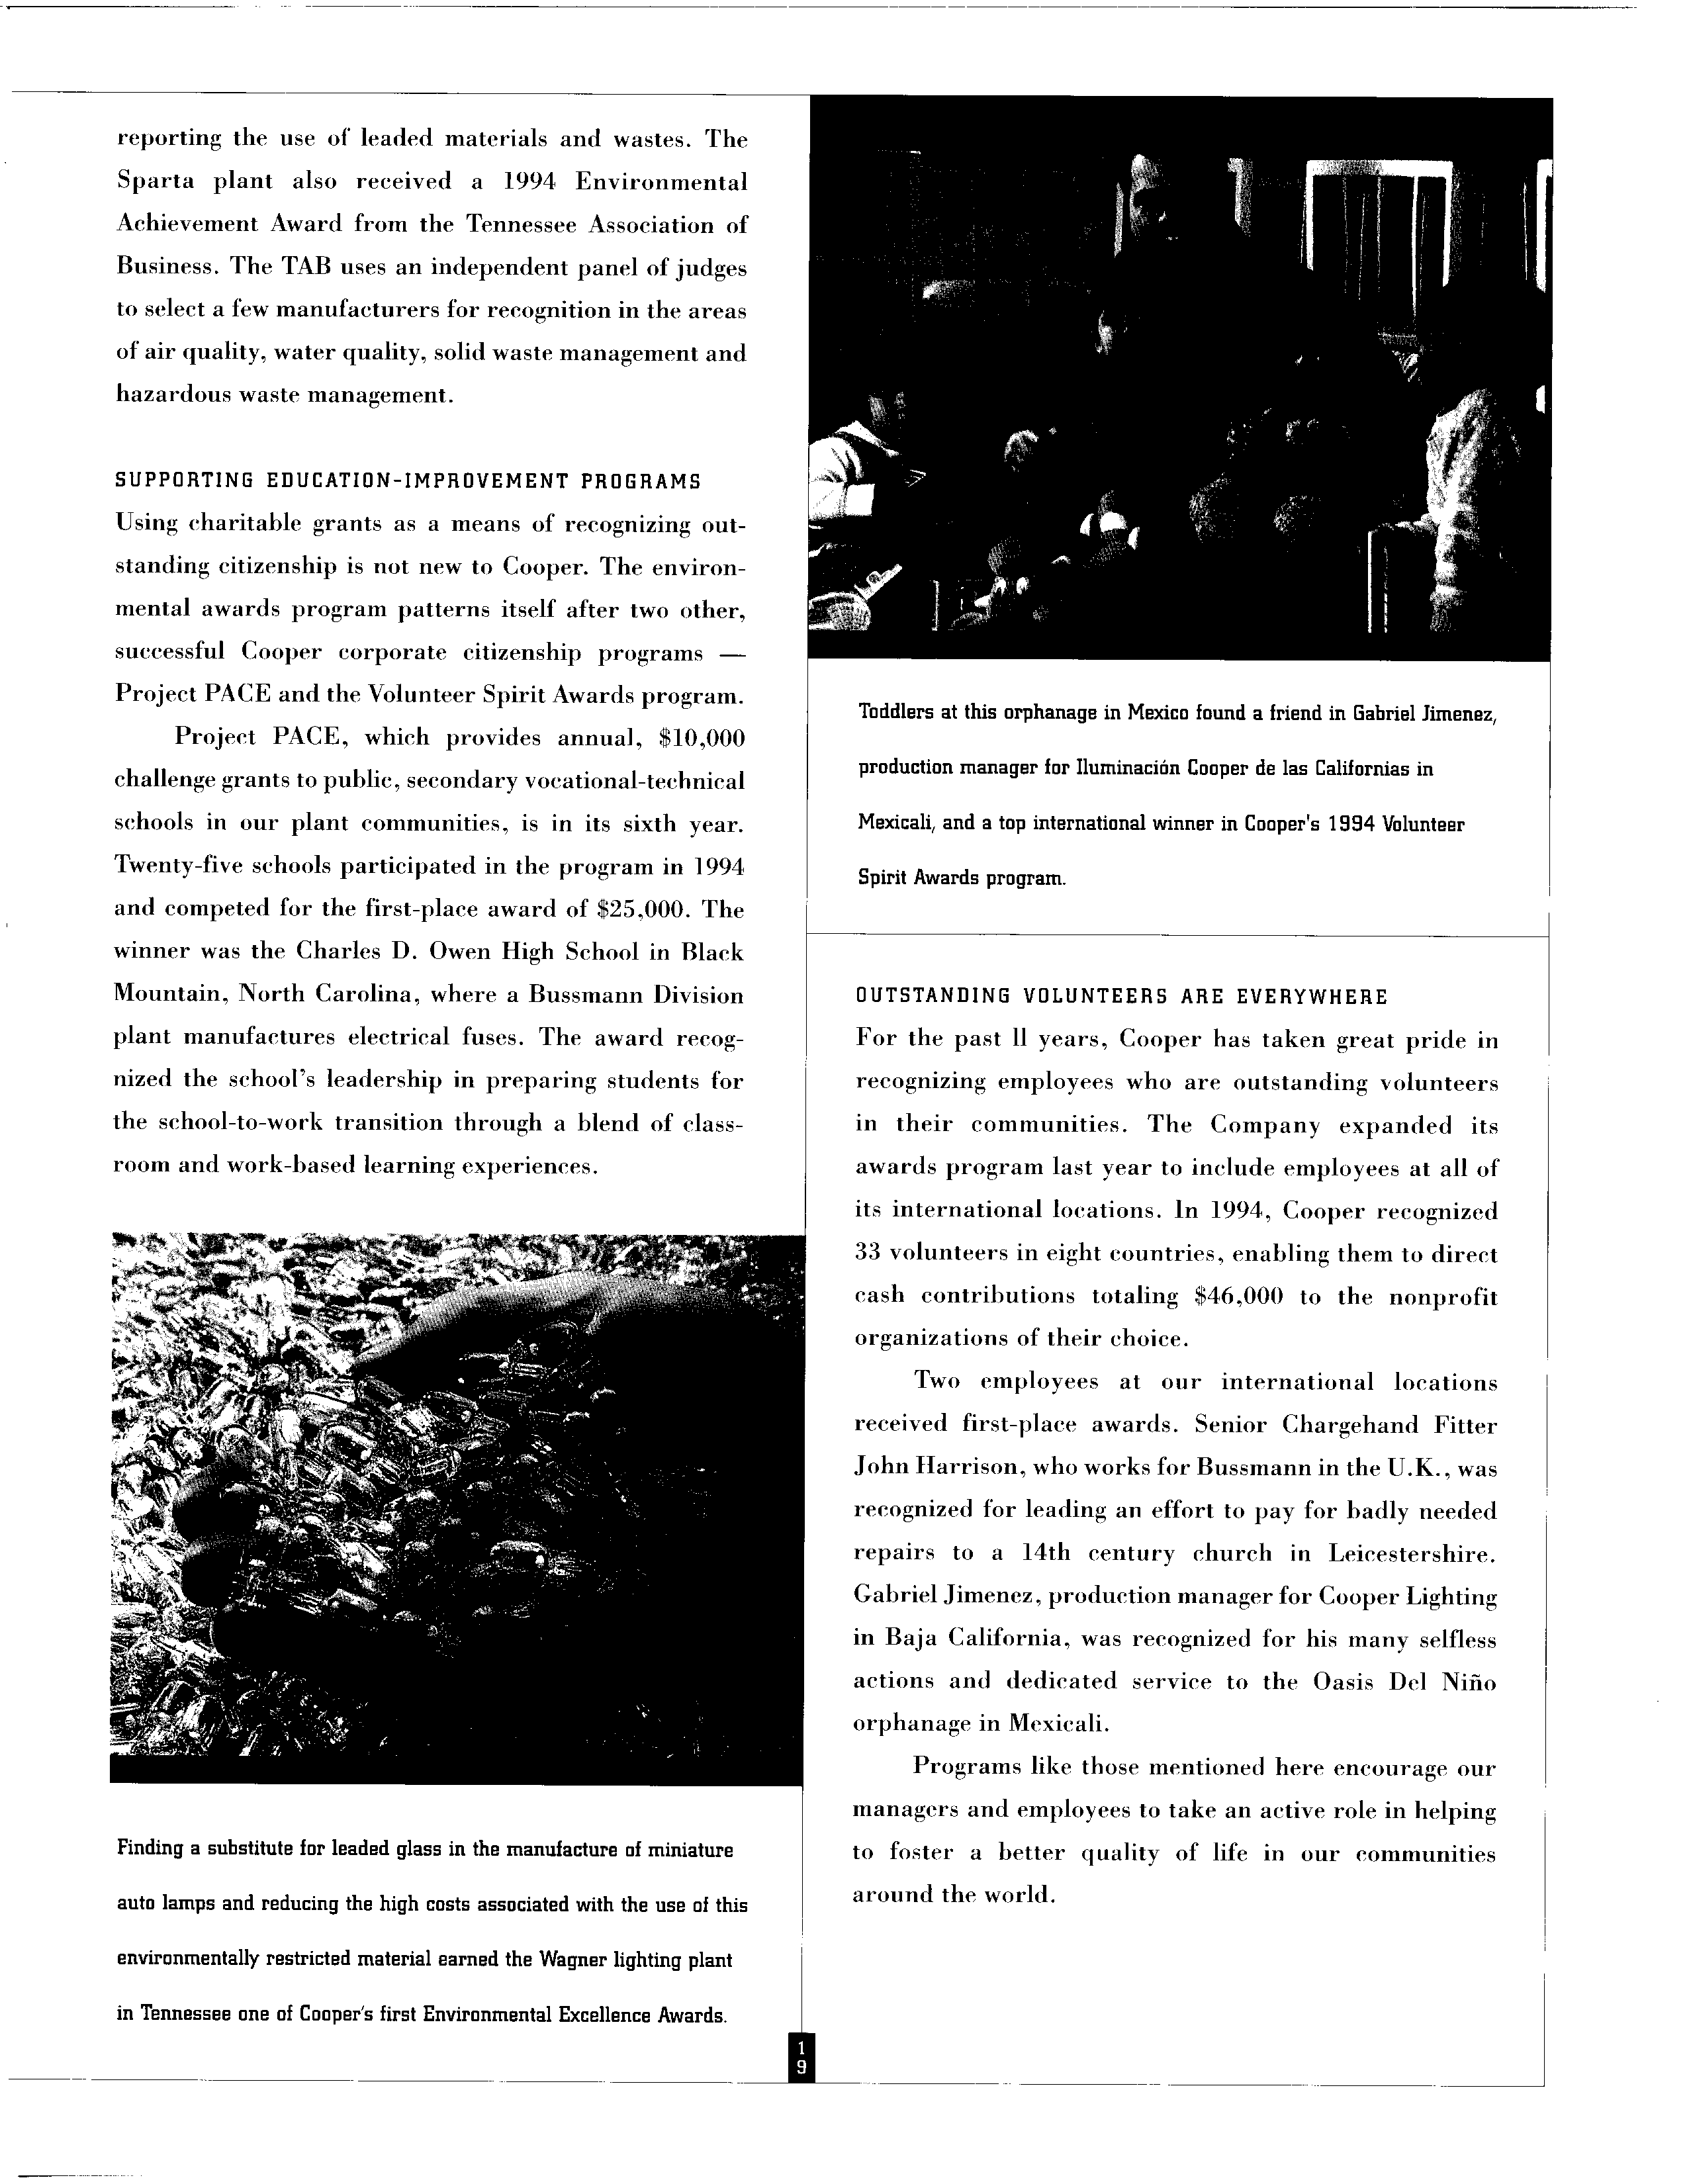 reporting the use of leaded materials and wastes. The
Sparta plant also received a 1994 Environmental
Achievement Award from the Tennessee Association of
Business. The TAB uses an independent panel of judges
to select a few manufacturers for recognition in the areas
of air quality, water quality, solid waste management and
hazardous waste management.
SUPPORTING EDUCATION-IMPROVEMENT PROGRAMS
Using charitable grants as a means of recognizing out-
standing citizenship is not new to Cooper. The environ-
mental awards program patterns itself after two other,
successful Cooper corporate citizenship programs —
Project PACE and the Volunteer Spirit Awards program.
Project PACE, which provides annual, $10,000
challenge grants to public, secondary vocational-technical
schools in our plant communities, is in its sixth year.
Twenty-five schools participated in the program in 1994
and competed for the first-place award of $25,000. The
winner was the Charles D. Owen High School in Black
Mountain, North Carolina, where a Bussmann Division
plant manufactures electrical fuses. The award recog-
nized the school's leadership in preparing students for
the school-to-work transition through a blend of class-
room and work-based learning experiences.
Finding a substitute for leaded glass in the manufacture of miniature
auto lamps and reducing the high costs associated with the use of this
environmentally restricted material earned the Wagner lighting plant
in Tennessee one of Cooper's first Environmental Excellence Awards.
Toddlers at this orphanage in Mexico found a friend in Gabriel Jimenez,
production manager for Iluminación Cooper de las Californias in
Mexicali, and a top international winner in Cooper's 1994 Volunteer
Spirit Awards program.
OUTSTANDING VOLUNTEERS ARE EVERYWHERE
For the past 11 years, Cooper has taken great pride in
recognizing employees who are outstanding volunteers
in their communities. The Company expanded its
awards program last year to include employees at all of
its international locations. In 1994, Cooper recognized
33 volunteers in eight countries, enabling them to direct
cash contributions totaling $46,000 to the nonprofit
organizations of their choice.
Two employees at our international locations
received first-place awards. Senior Chargehand Fitter
John Harrison, who works for Bussmann in the U.K., was
recognized for leading an effort to pay for badly needed
repairs to a 14th century church in Leicestershire.
Gabriel Jimenez, production manager for Cooper Lighting
in Baja California, was recognized for his many selfless
actions and dedicated service to the Oasis Del Niño
orphanage in Mexicali.
Programs like those mentioned here encourage our
managers and employees to take an active role in helping
to foster a better quality of life in our communities
around the world.
1
9